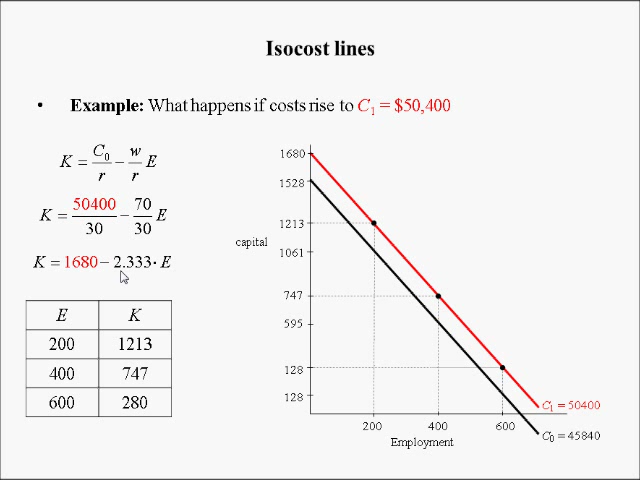 Isocost lines
• Example: What happens if costs rise to C₁ = $50,400
K = C₀/r − w/r E
K = 50400/30 − 70/30 E
K = 1680 − 2.333· E
E K
200 1213
400 747
600 280
1680
1528
1213
capital
1061
747
595
128
128
C₁ = 50400
200 400 600
C₀ = 45840
Employment